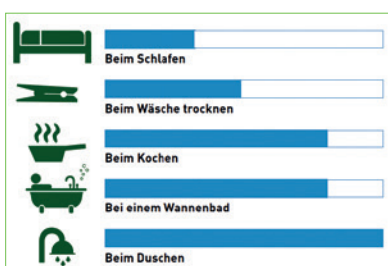 Beim Schlafen
Beim Wäsche trocknen
Beim Kochen
Bei einem Wannenbad
Beim Duschen